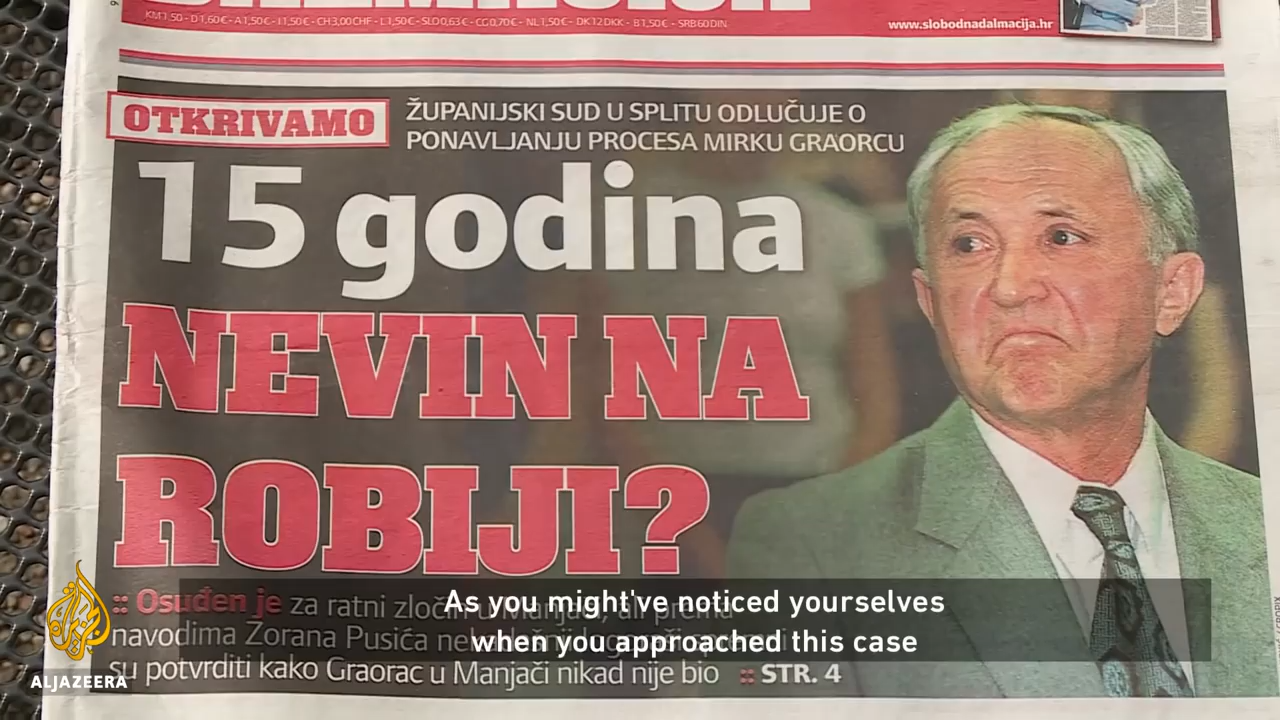 KM 1,50 - D 1,60 € - A 1,50 € - I 1,50 € - CH 3,00 CHF - L 1,50 € - SLO 0,63 € - CG 0,70 € - NL 1,50 € - DK 12 DKK - B 1,50 € - SRB 60 DIN
www.slobodnadalmacija.hr
OTKRIVAMO
ŽUPANIJSKI SUD U SPLITU ODLUČUJE O
PONAVLJANJU PROCESA MIRKU GRAORCU
15 godina
NEVIN NA
ROBIJI?
:: Osuđen je za ratni zločin u Manjači, ali prema
navodima Zorana Pusića
su potvrditi kako Graorac u Manjači nikad nije bio :: STR. 4
As you might've noticed yourselves
when you approached this case
ALJAZEERA